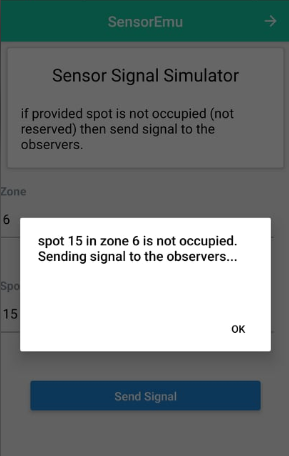 SensorEmu
Sensor Signal Simulator
if provided spot is not occupied (not
reserved) then send signal to the
observers.
Zone
6
spot 15 in zone 6 is not occupied.
Sending signal to the observers...
Spo
15
OK
Send Signal